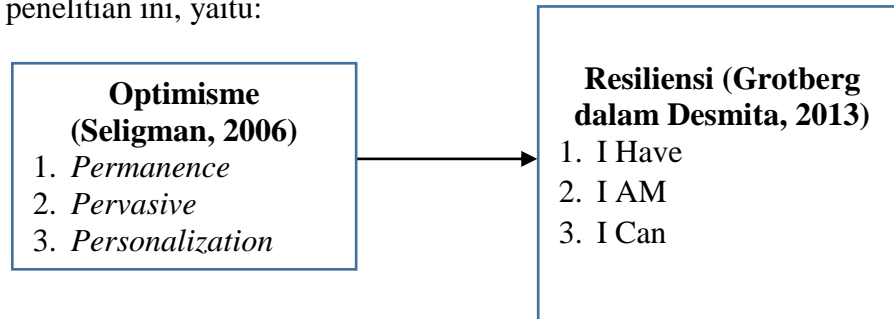 penelitian ini, yaitu:
Optimisme
(Seligman, 2006)
1. Permanence
2. Pervasive
3. Personalization
Resiliensi (Grotberg
dalam Desmita, 2013)
1. I Have
2. I AM
3. I Can